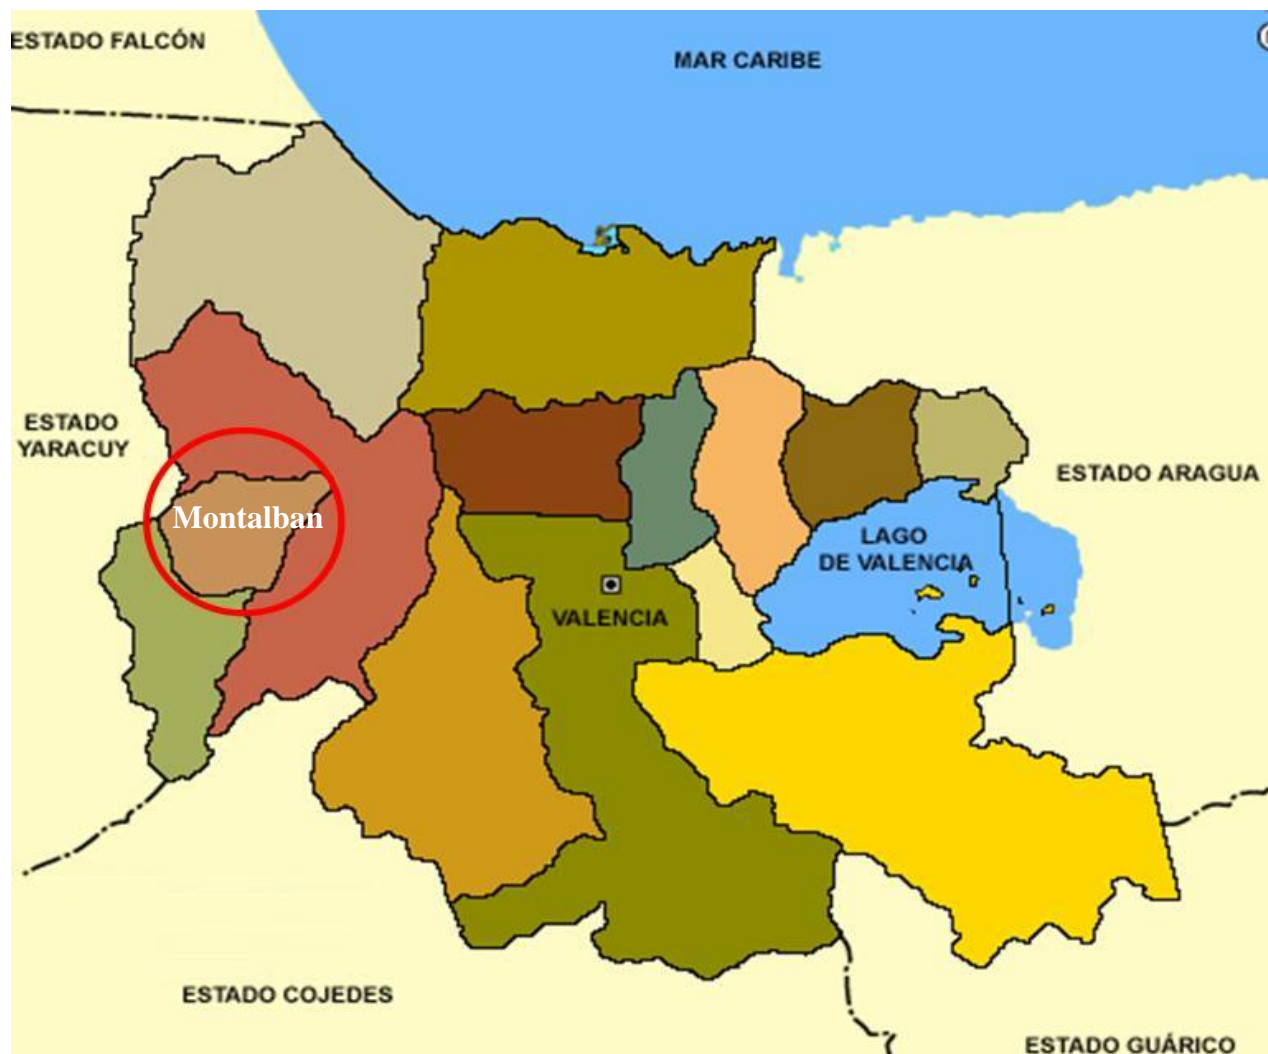 ESTADO FALCÓN
MAR CARIBE
ESTADO
YARACUY
ESTADO ARAGUA
Montalban
LAGO
DE VALENCIA
VALENCIA
ESTADO COJEDES
ESTADO GUÁRICO